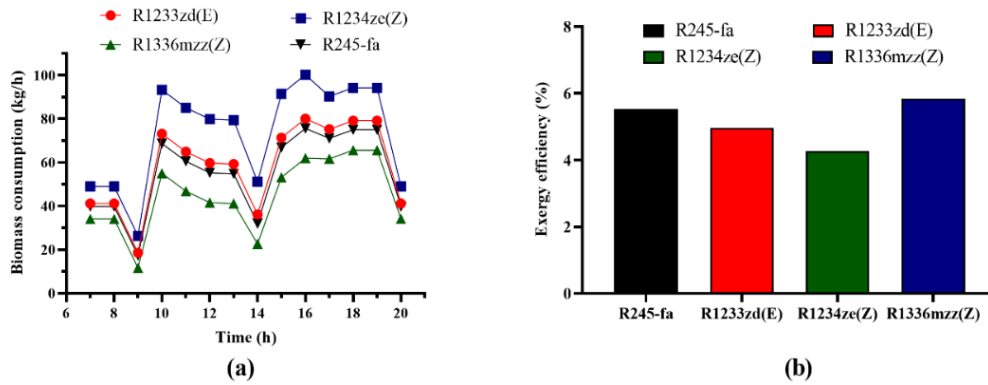 R1233zd(E) R1234ze(Z)
R1336mzz(Z) R245-fa
Biomass consumption (kg/h)
100
80
60
40
20
0
6 8 10 12 14 16 18 20
Time (h)
(a)
R245-fa R1233zd(E)
R1234ze(Z) R1336mzz(Z)
Exergy efficiency (%)
8
6
4
2
0
R245-fa R1233zd(E) R1234ze(Z) R1336mzz(Z)
(b)